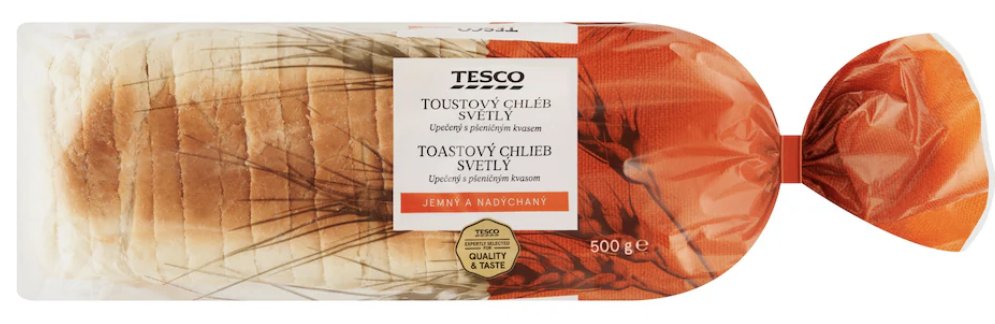 TESCO
TESCO
TOUSTOVÝ CHLÉB
SVĚTLÝ
Upečený s pšeničným kvasem
TOASTOVÝ CHLIEB
SVETLÝ
Upečený s pšeničným kvasom
JEMNÝ A NADÝCHANÝ
TESCO
EXPERTLY SELECTED
FOR
QUALITY
& TASTE
500 g ℮